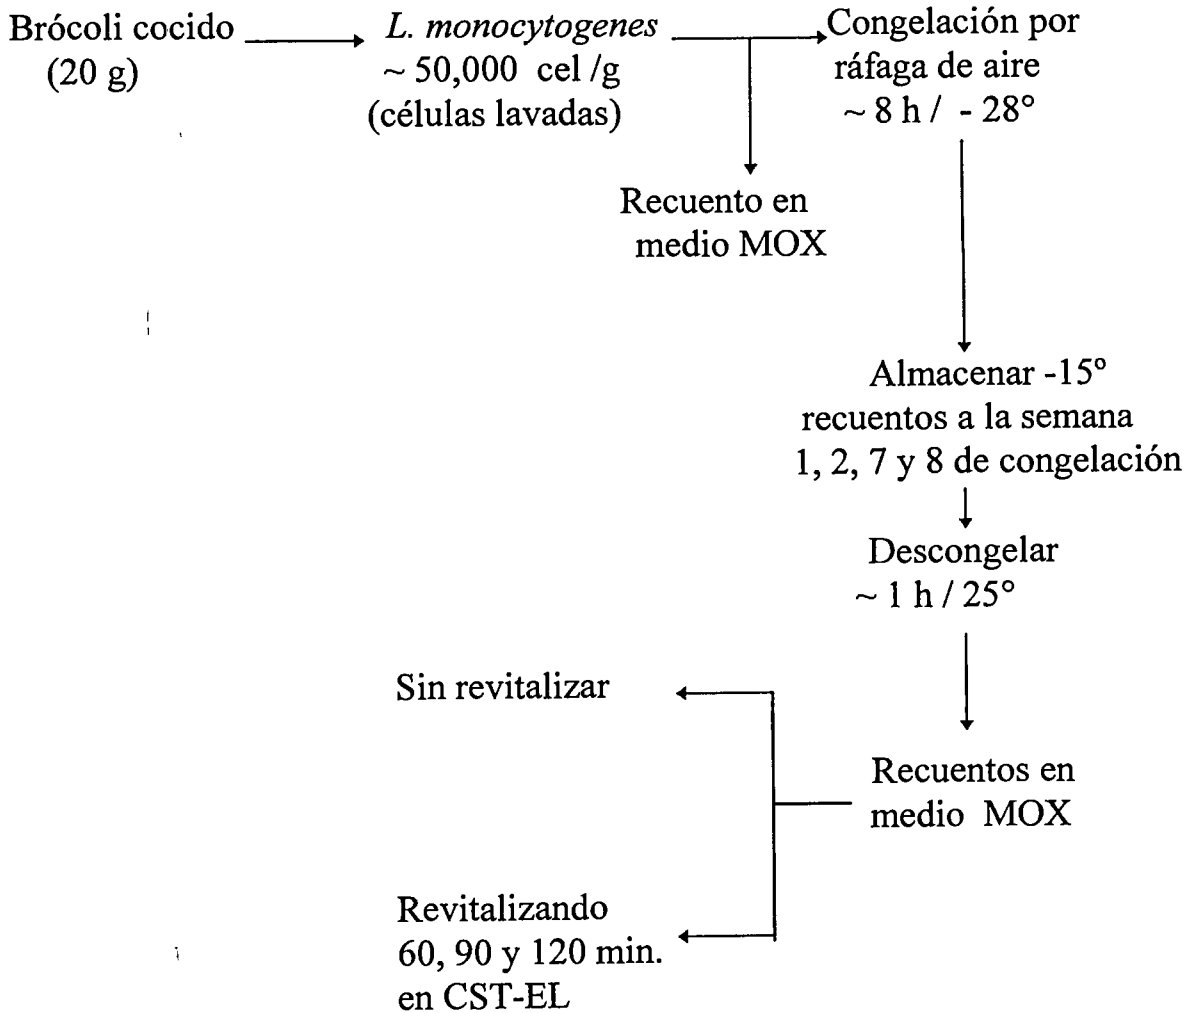 Brócoli cocido
(20 g)
L. monocytogenes
~ 50,000 cel /g
(células lavadas)
Congelación por
ráfaga de aire
~ 8 h / - 28°
Recuento en
medio MOX
Almacenar -15º
recuentos a la semana
1, 2, 7 y 8 de congelación
Descongelar
~ 1 h / 25°
Sin revitalizar
Recuentos en
medio MOX
Revitalizando
60, 90 y 120 min.
en CST-EL